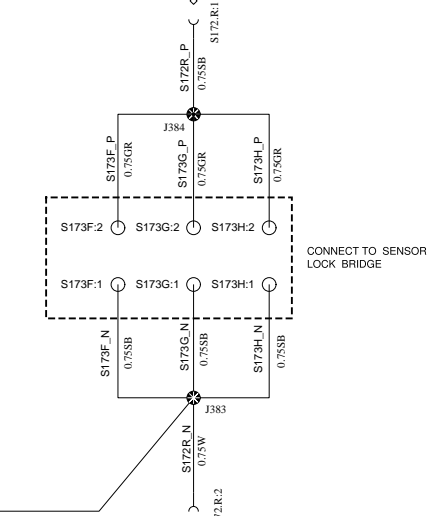 S172.R:1
S172R_P
0.75SB
J384
S173F_P
0.75GR
S173G_P
0.75GR
S173H_P
0.75GR
S173F:2
S173G:2
S173H:2
CONNECT TO SENSOR
LOCK BRIDGE
S173F:1
S173G:1
S173H:1
S173F_N
0.75SB
S173G_N
0.75SB
S173H_N
0.75SB
J383
S172R_N
0.75W
72.R:2